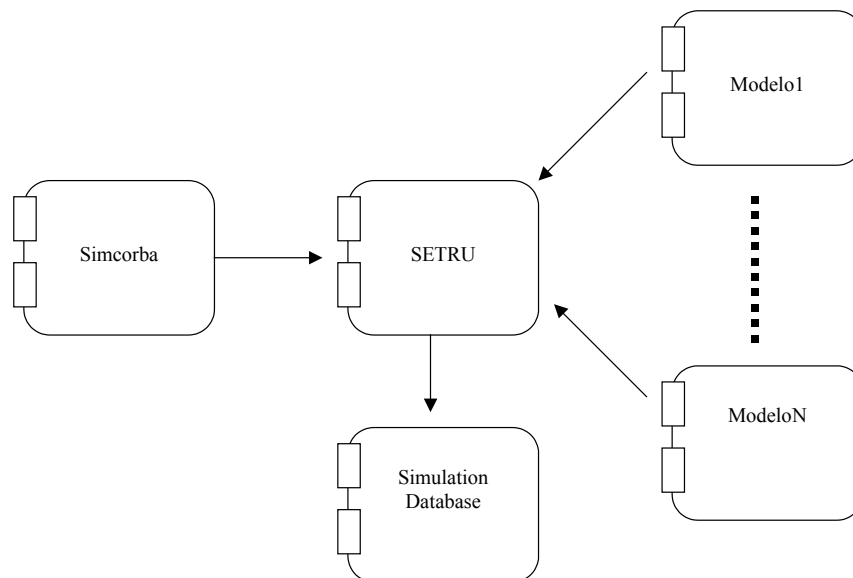 Modelo1
Simcorba
SETRU
ModeloN
Simulation
Database